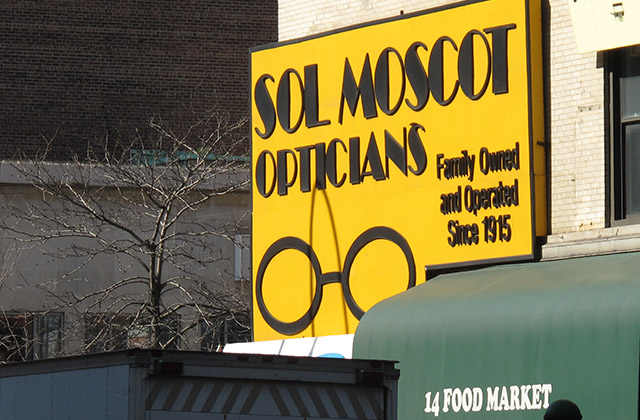 SOL MOSCOT
OPTICIANS
Family Owned
and Operated
Since 1915
14 FOOD MARKET